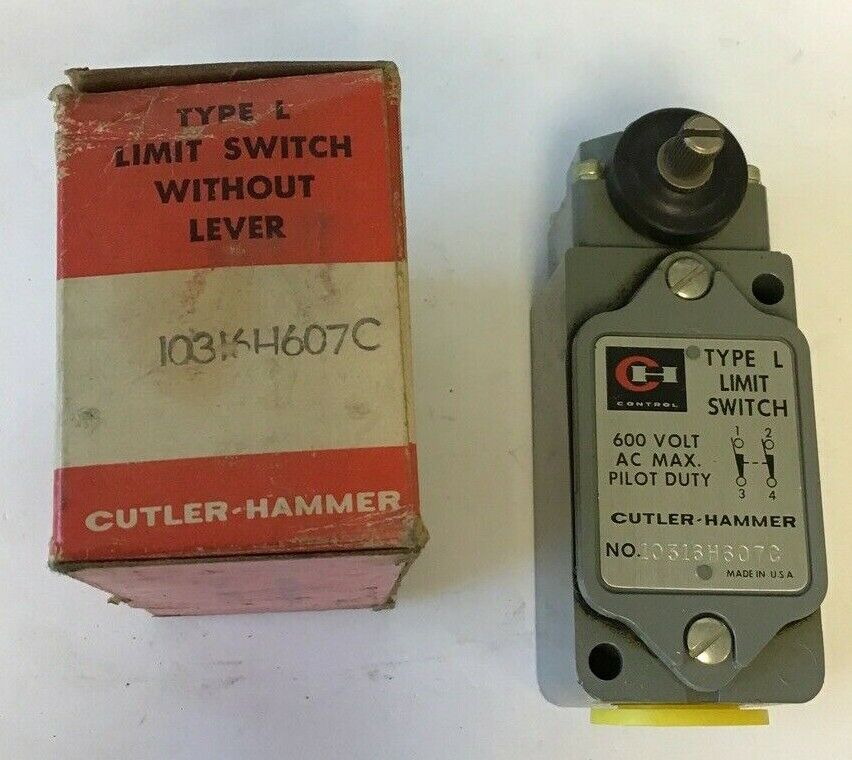 TYPE L
LIMIT SWITCH
WITHOUT
LEVER
10316H607C
CUTLER-HAMMER
CH
CONTROL
TYPE L
LIMIT
SWITCH
600 VOLT
AC MAX.
PILOT DUTY
1 2
3 4
CUTLER-HAMMER
NO. 10316H607C
MADE IN U.S.A